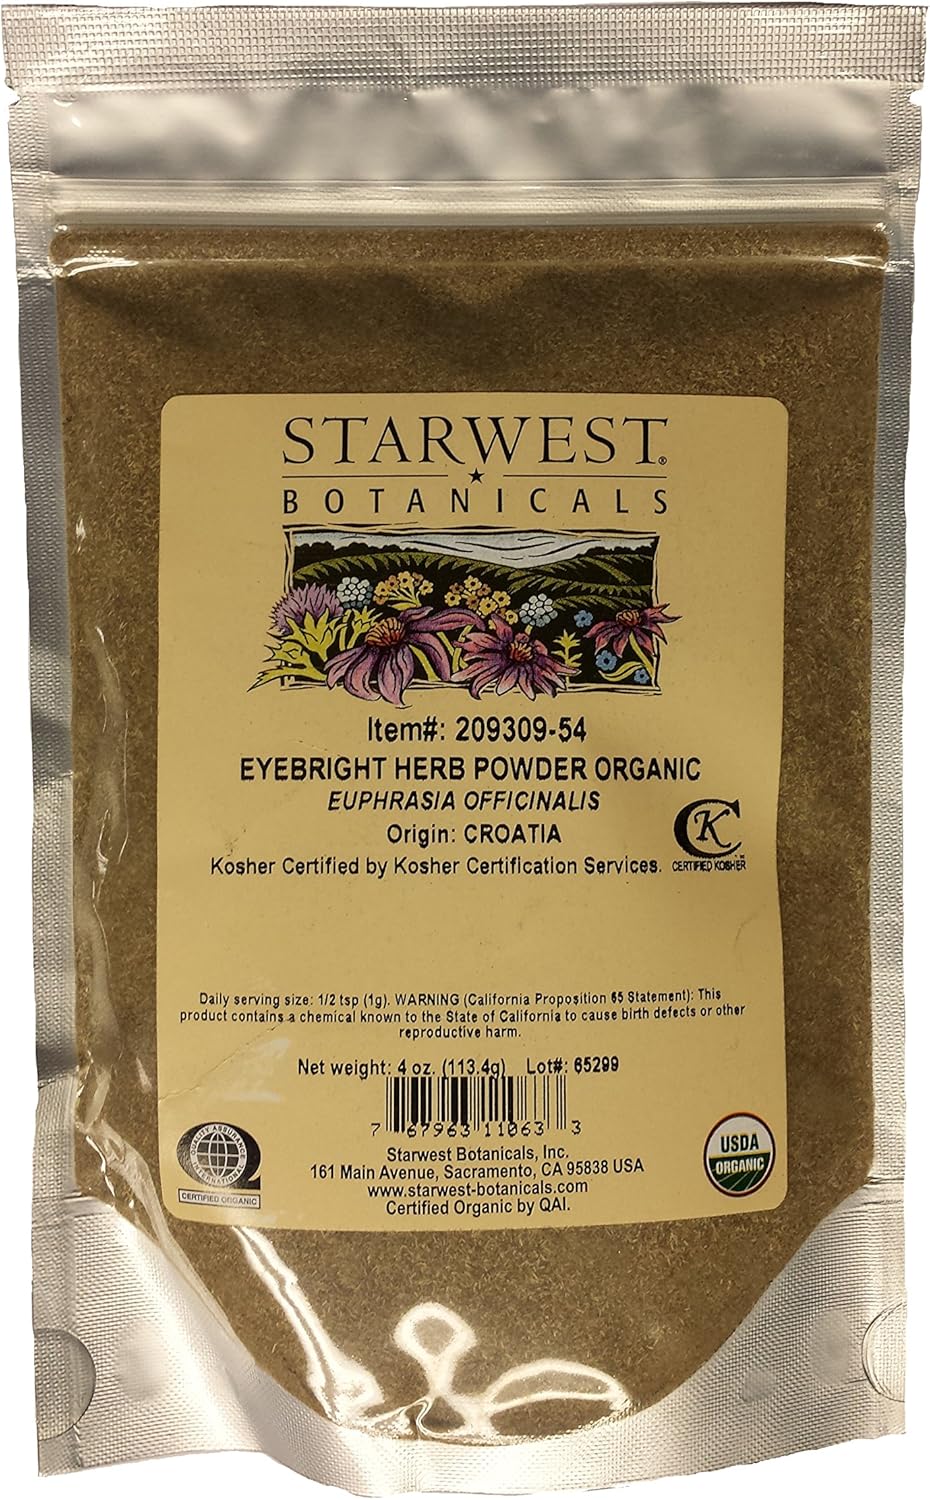 STARWEST®
BOTANICALS
Item#: 209309-54
EYEBRIGHT HERB POWDER ORGANIC
EUPHRASIA OFFICINALIS
Origin: CROATIA
Kosher Certified by Kosher Certification Services.
K
CERTIFIED KOSHER
Daily serving size: 1/2 tsp (1g). WARNING (California Proposition 65 Statement): This
product contains a chemical known to the State of California to cause birth defects or other
reproductive harm.
Net weight: 4 oz. (113.4g) Lot#: 65299
7 67963 11063 3
QUALITY ASSURANCE
INTERNATIONAL
CERTIFIED ORGANIC
USDA
ORGANIC
Starwest Botanicals, Inc.
161 Main Avenue, Sacramento, CA 95838 USA
www.starwest-botanicals.com
Certified Organic by QAI.